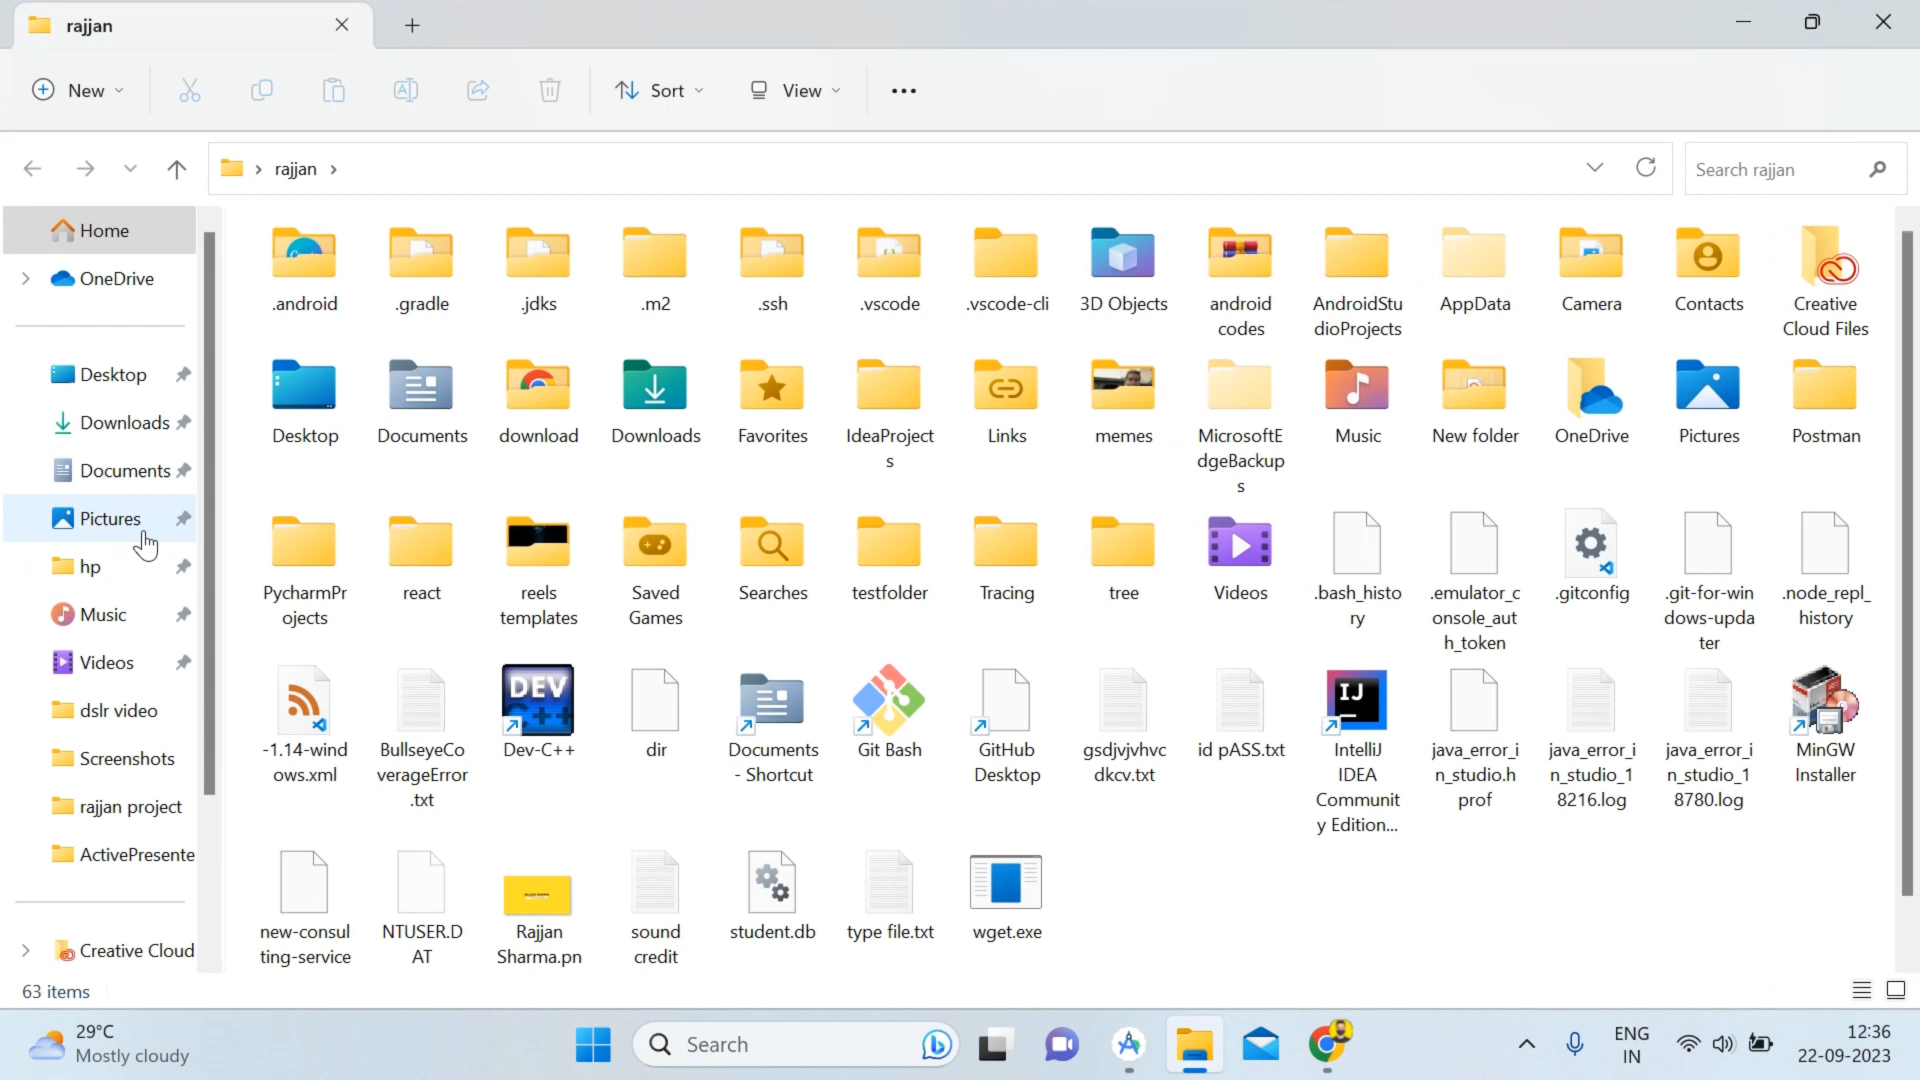 rajjan
New
Sort
View
rajjan
Search rajjan
Home
OneDrive
Desktop
Downloads
Documents
Pictures
hp
Music
Videos
dslr video
Screenshots
rajjan project
ActivePresente
Creative Cloud
.android
.gradle
.jdks
.m2
.ssh
.vscode
.vscode-cli
3D Objects
android
codes
AndroidStu
dioProjects
AppData
Camera
Contacts
Creative
Cloud Files
Desktop
Documents
download
Downloads
Favorites
IdeaProject
s
Links
memes
MicrosoftE
dgeBackup
s
Music
New folder
OneDrive
Pictures
Postman
PycharmPr
ojects
react
reels
templates
Saved
Games
Searches
testfolder
Tracing
tree
Videos
.bash_histo
ry
.emulator_c
onsole_aut
h_token
.gitconfig
.git-for-win
dows-upda
ter
.node_repl_
history
-1.14-wind
ows.xml
BullseyeCo
verageError
.txt
DEV
C++
Dev-C++
dir
Documents
- Shortcut
Git Bash
GitHub
Desktop
gsdjvjvhvc
dkcv.txt
id pASS.txt
IJ
IntelliJ
IDEA
Communit
y Edition...
java_error_i
n_studio.h
prof
java_error_i
n_studio_1
8216.log
java_error_i
n_studio_1
8780.log
MinGW
Installer
new-consul
ting-service
NTUSER.D
AT
Rajjan
Sharma.pn
sound
credit
student.db
type file.txt
wget.exe
63 items
29°C
Mostly cloudy
Search
ENG
IN
12:36
22-09-2023